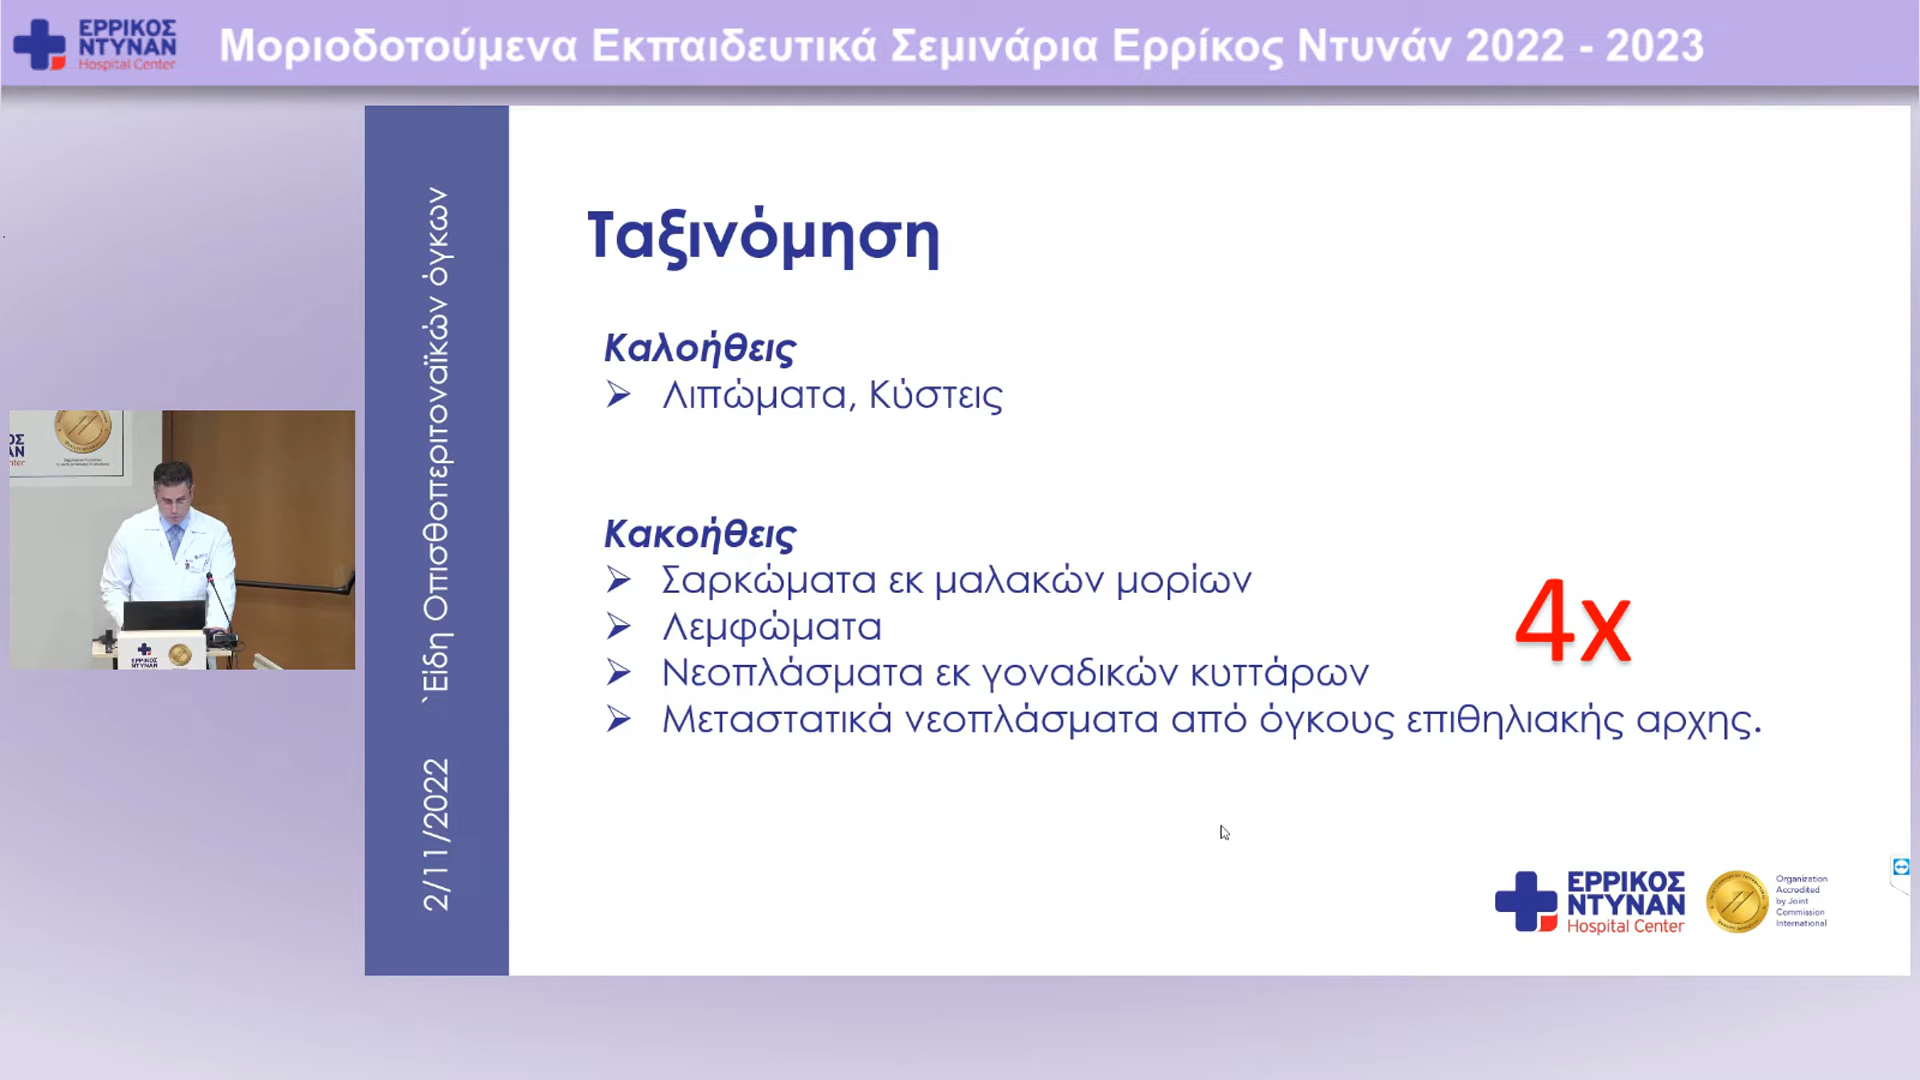 ΕΡΡΙΚΟΣ
ΝΤΥΝΑΝ
Hospital Center
Μοριοδοτούμενα Εκπαιδευτικά Σεμινάρια Ερρίκος Ντυνάν 2022 - 2023
2/11/2022 `Είδη Οπισθοπεριτοναϊκών όγκων
Ταξινόμηση
Καλοήθεις
➢ Λιπώματα, Κύστεις
Κακοήθεις
➢ Σαρκώματα εκ μαλακών μορίων
➢ Λεμφώματα
➢ Νεοπλάσματα εκ γοναδικών κυττάρων
➢ Μεταστατικά νεοπλάσματα από όγκους επιθηλιακής αρχης.
4x
ΕΡΡΙΚΟΣ
ΝΤΥΝΑΝ
Hospital Center
Organization
Accredited
by Joint
Commission
International
ΕΡΡΙΚΟΣ
ΝΤΥΝΑΝ